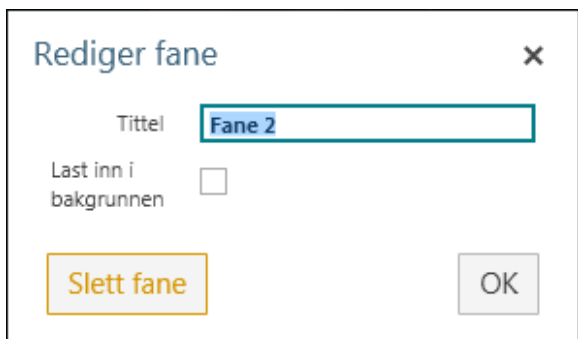 Rediger fane
Tittel
Fane 2
Last inn i
bakgrunnen
Slett fane
OK